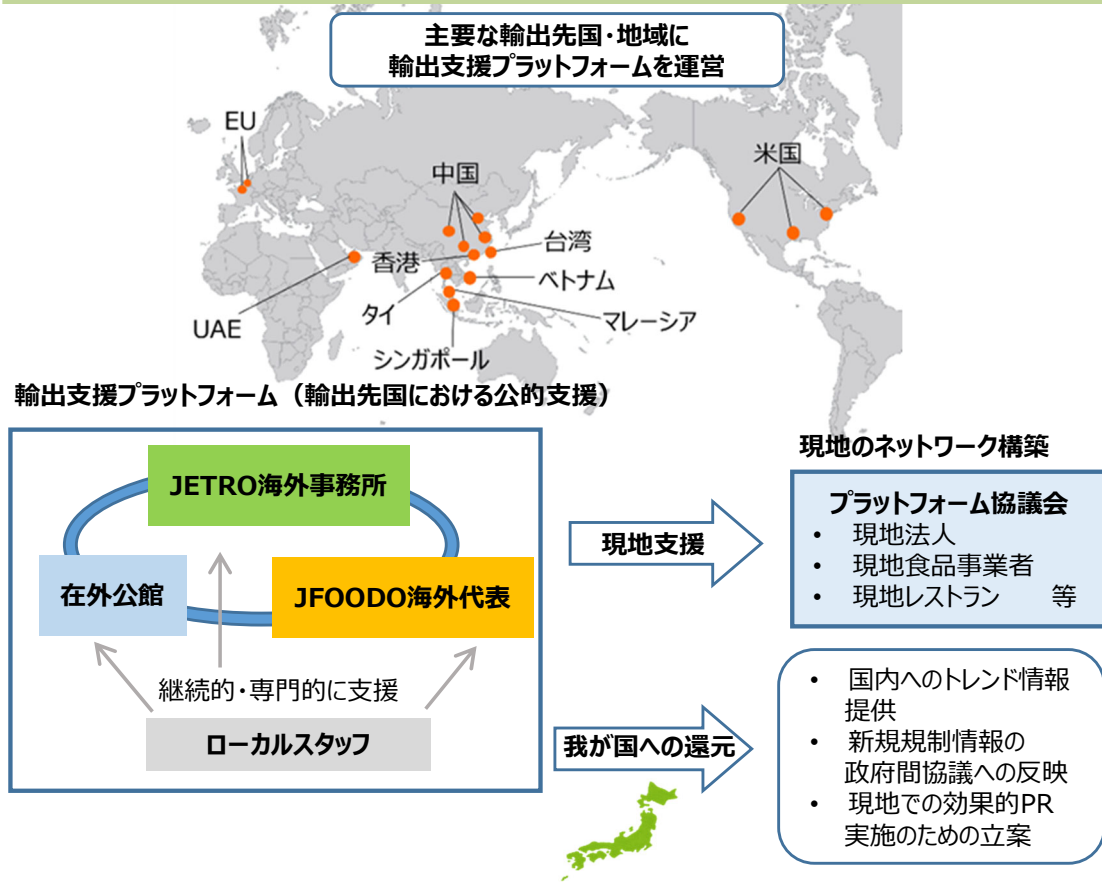 主要な輸出先国・地域に
輸出支援プラットフォームを運営
EU
中国
米国
台湾
香港
ベトナム
タイ
UAE
マレーシア
シンガポール
輸出支援プラットフォーム（輸出先国における公的支援）
JETRO海外事務所
在外公館
JFOODO海外代表
継続的・専門的に支援
ローカルスタッフ
現地支援
我が国への還元
現地のネットワーク構築
プラットフォーム協議会
• 現地法人
• 現地食品事業者
• 現地レストラン　等
• 国内へのトレンド情報
提供
• 新規規制情報の
政府間協議への反映
• 現地での効果的PR
実施のための立案